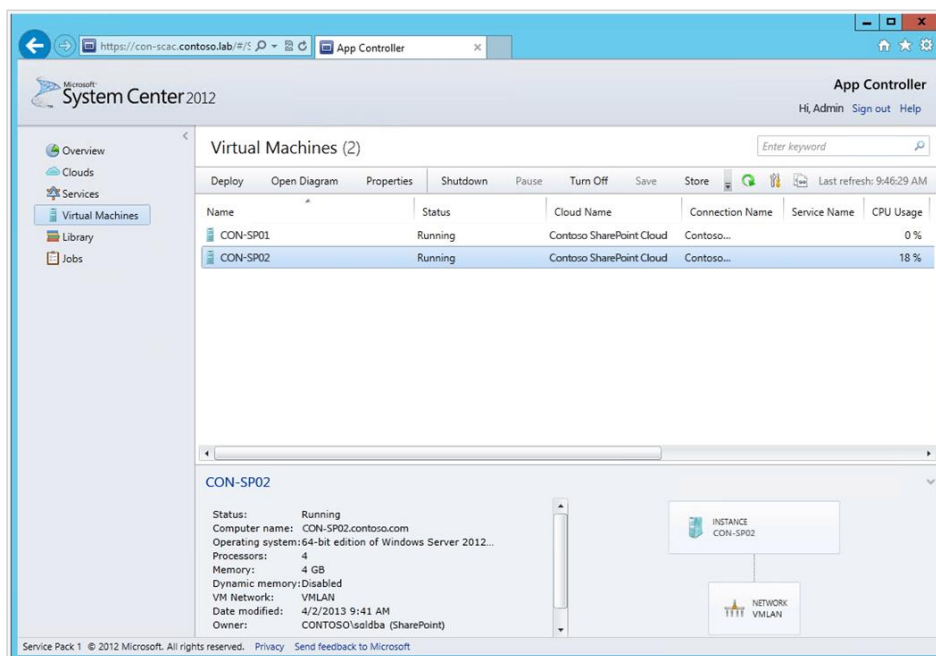 https://con-scac.contoso.lab/#/S
App Controller
Microsoft
System Center 2012
App Controller
Hi, Admin Sign out Help
Overview
Clouds
Services
Virtual Machines
Library
Jobs
Virtual Machines (2)
Enter keyword
Deploy Open Diagram Properties Shutdown Pause Turn Off Save Store Last refresh: 9:46:29 AM
Name Status Cloud Name Connection Name Service Name CPU Usage
CON-SP01 Running Contoso SharePoint Cloud Contoso... 0 %
CON-SP02 Running Contoso SharePoint Cloud Contoso... 18 %
CON-SP02
Status: Running
Computer name: CON-SP02.contoso.com
Operating system: 64-bit edition of Windows Server 2012...
Processors: 4
Memory: 4 GB
Dynamic memory: Disabled
VM Network: VMLAN
Date modified: 4/2/2013 9:41 AM
Owner: CONTOSO\sqldba (SharePoint)
INSTANCE
CON-SP02
NETWORK
VMLAN
Service Pack 1 © 2012 Microsoft. All rights reserved. Privacy Send feedback to Microsoft